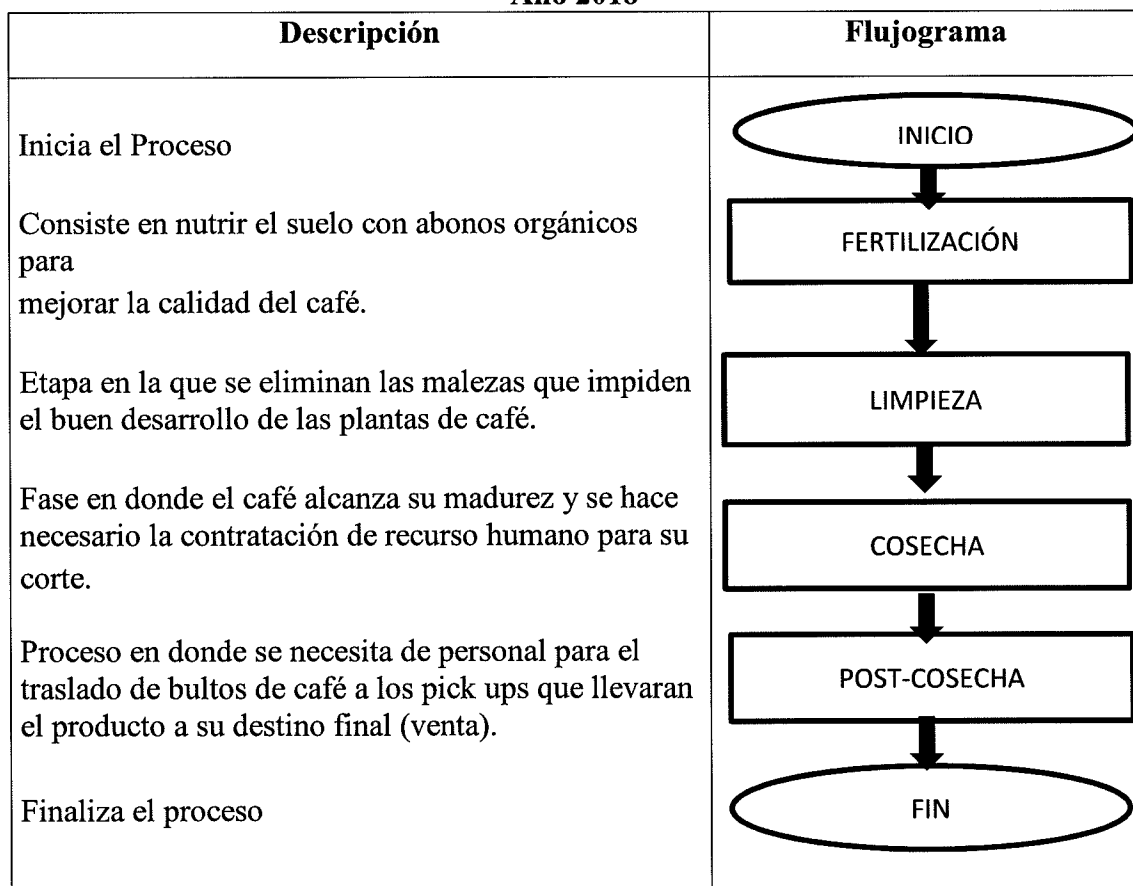 Año 2018
Descripción
Flujograma
Inicia el Proceso
INICIO
Consiste en nutrir el suelo con abonos orgánicos
para
mejorar la calidad del café.
FERTILIZACIÓN
Etapa en la que se eliminan las malezas que impiden
el buen desarrollo de las plantas de café.
LIMPIEZA
Fase en donde el café alcanza su madurez y se hace
necesario la contratación de recurso humano para su
corte.
COSECHA
Proceso en donde se necesita de personal para el
traslado de bultos de café a los pick ups que llevaran
el producto a su destino final (venta).
POST-COSECHA
Finaliza el proceso
FIN